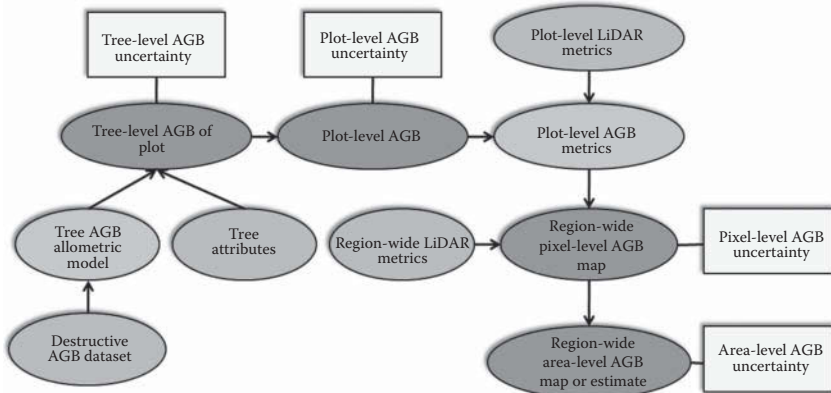 Tree-level AGB
uncertainty
Plot-level AGB
uncertainty
Plot-level LiDAR
metrics
Tree-level AGB of
plot
Plot-level AGB
Plot-level AGB
metrics
Tree AGB
allometric
model
Tree
attributes
Region-wide LiDAR
metrics
Region-wide
pixel-level AGB
map
Pixel-level AGB
uncertainty
Destructive
AGB dataset
Region-wide
area-level AGB
map or estimate
Area-level AGB
uncertainty